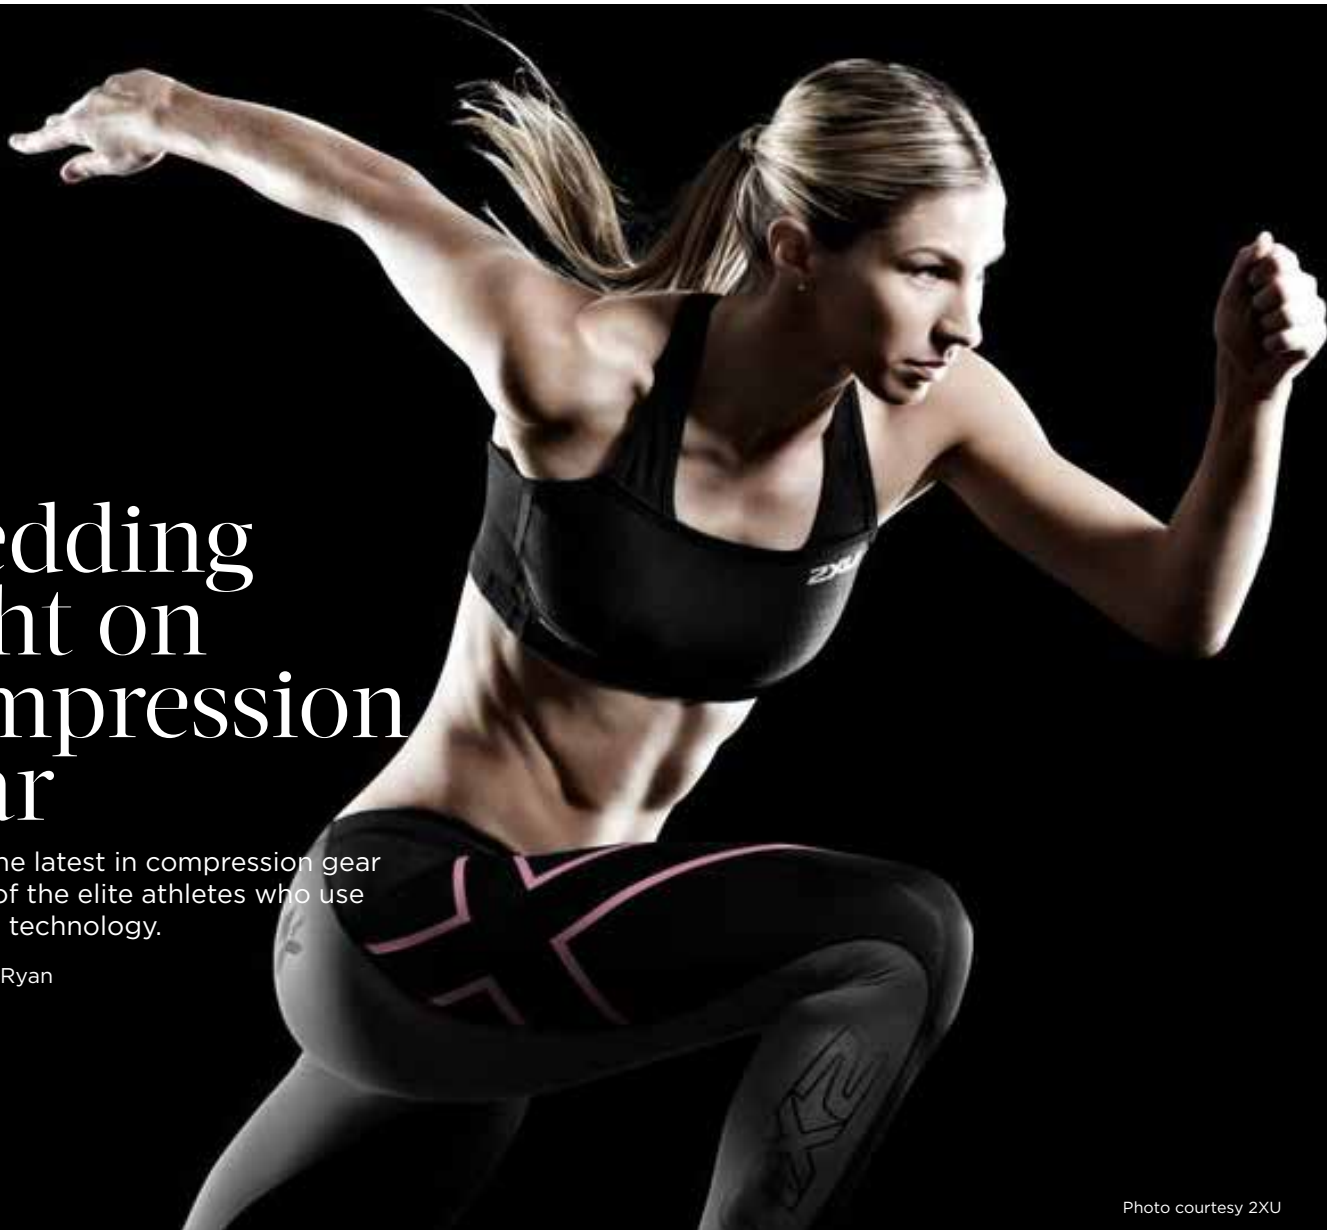 edding
ht on
mpression
ar
he latest in compression gear
of the elite athletes who use
technology.
Ryan
2XU
2XU
Photo courtesy 2XU